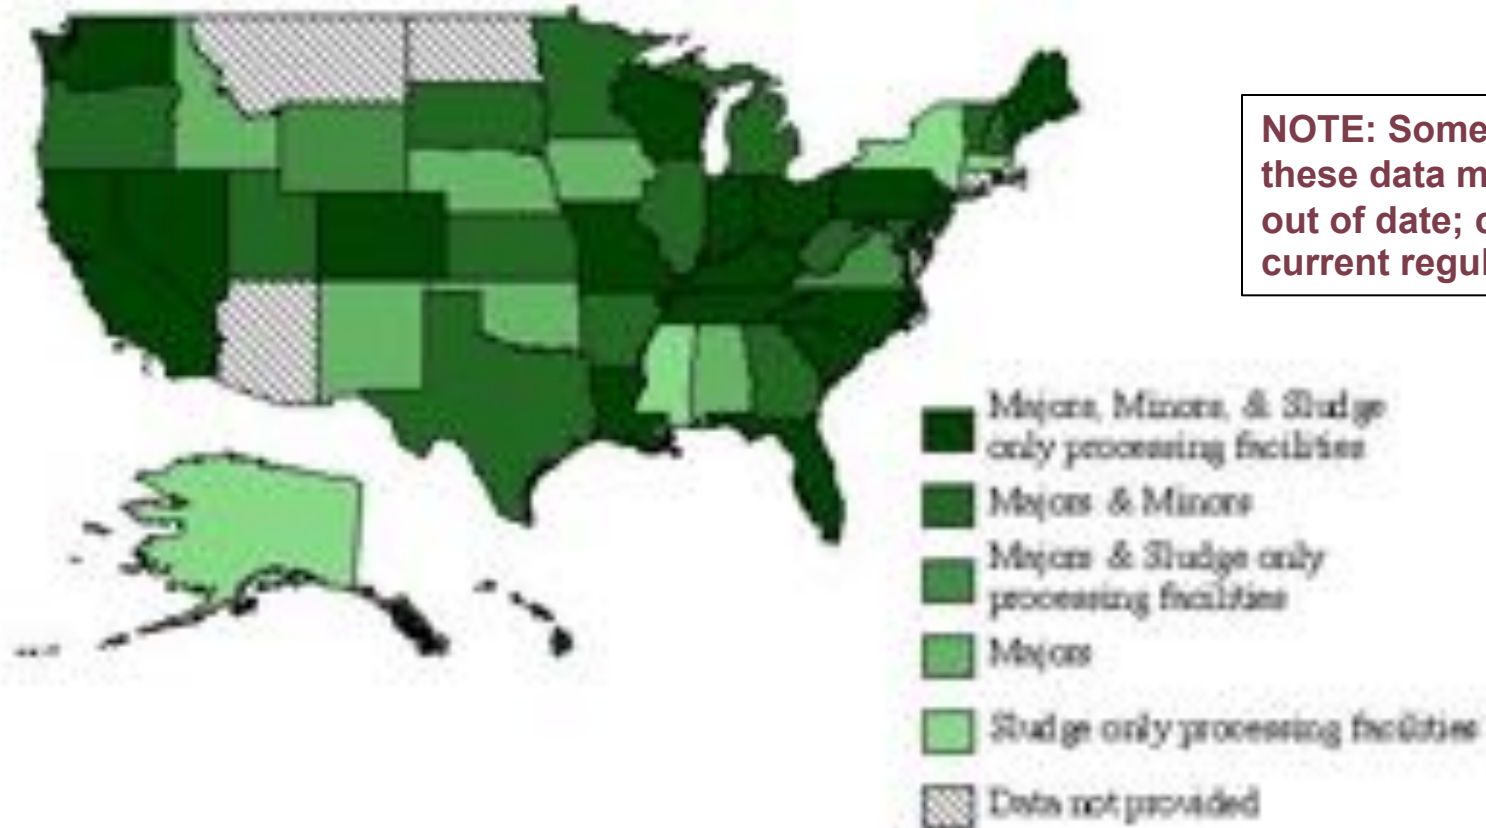 NOTE: Some
these data m
out of date; c
current regul
Majors, Minors, & Sludge
only processing facilities
Majors & Minors
Majors & Sludge only
processing facilities
Majors
Sludge only processing facilities
Data not provided